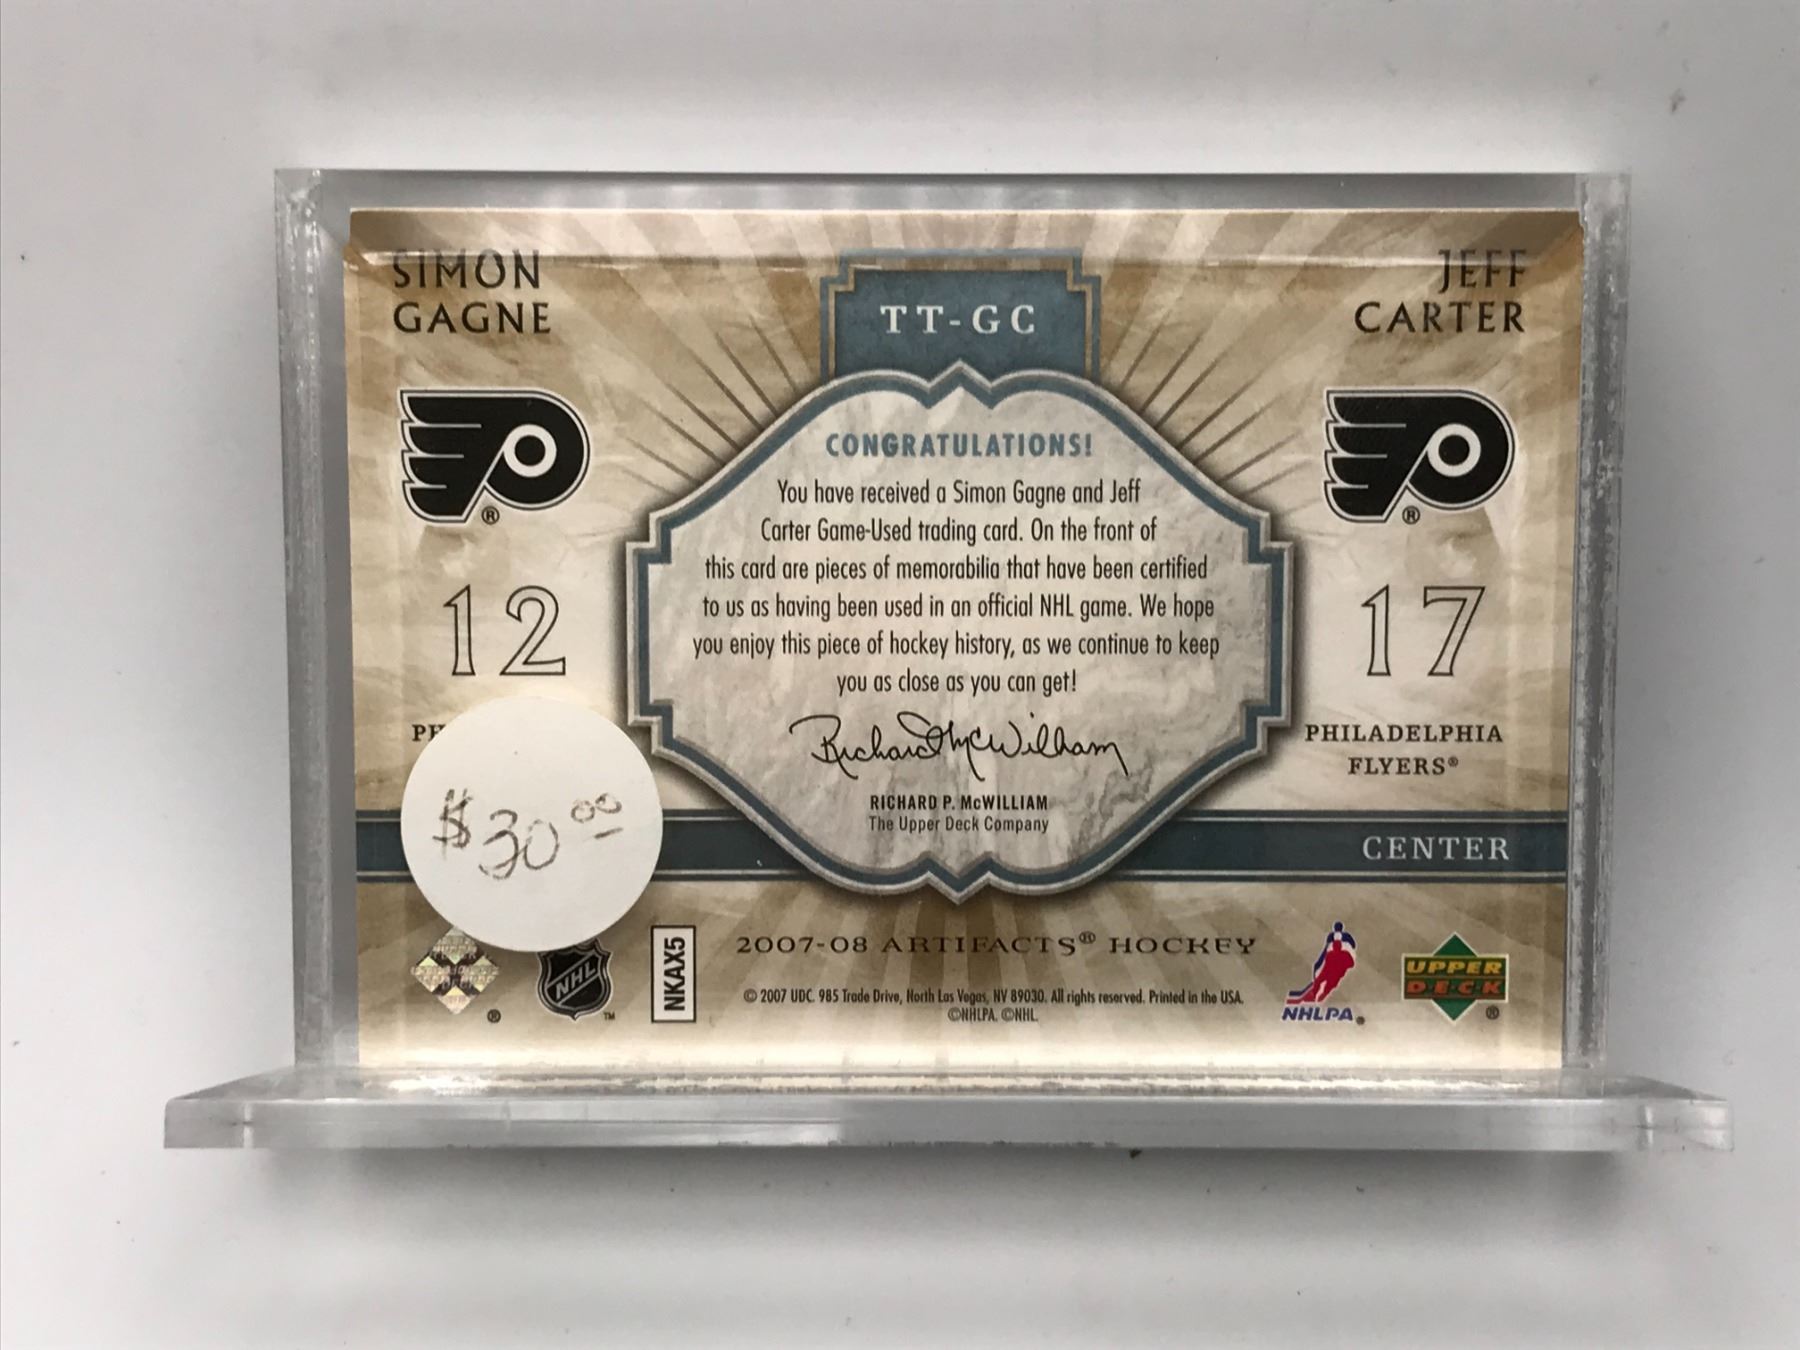 SIMON
GAGNE
TT-GC
JEFF
CARTER
®
®
12
17
CONGRATULATIONS!
You have received a Simon Gagne and Jeff
Carter Game-Used trading card. On the front of
this card are pieces of memorabilia that have been certified
to us as having been used in an official NHL game. We hope
you enjoy this piece of hockey history, as we continue to keep
you as close as you can get!
Richard McWilliam
RICHARD P. McWILLIAM
The Upper Deck Company
PH
PHILADELPHIA
FLYERS®
$30.00
CENTER
®
NHL
TM
NKAX5
2007-08 ARTIFACTS® HOCKEY
© 2007 UDC. 985 Trade Drive, North Las Vegas, NV 89030. All rights reserved. Printed in the USA.
©NHLPA. ©NHL.
NHLPA®
UPPER
DECK
®